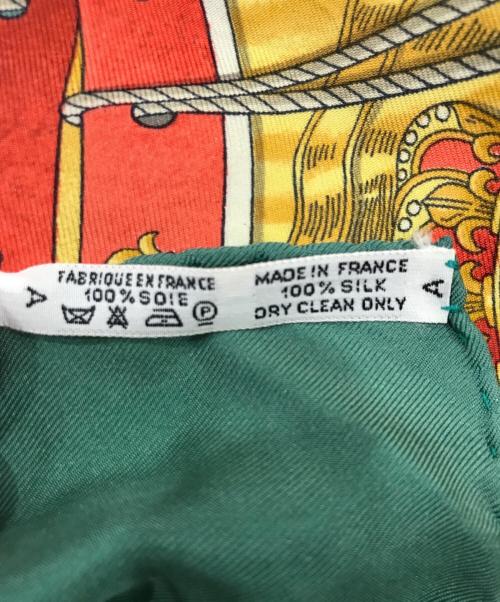 A
FABRIQUE EN FRANCE
100% SOIE
P
MADE IN FRANCE
100% SILK
DRY CLEAN ONLY
A